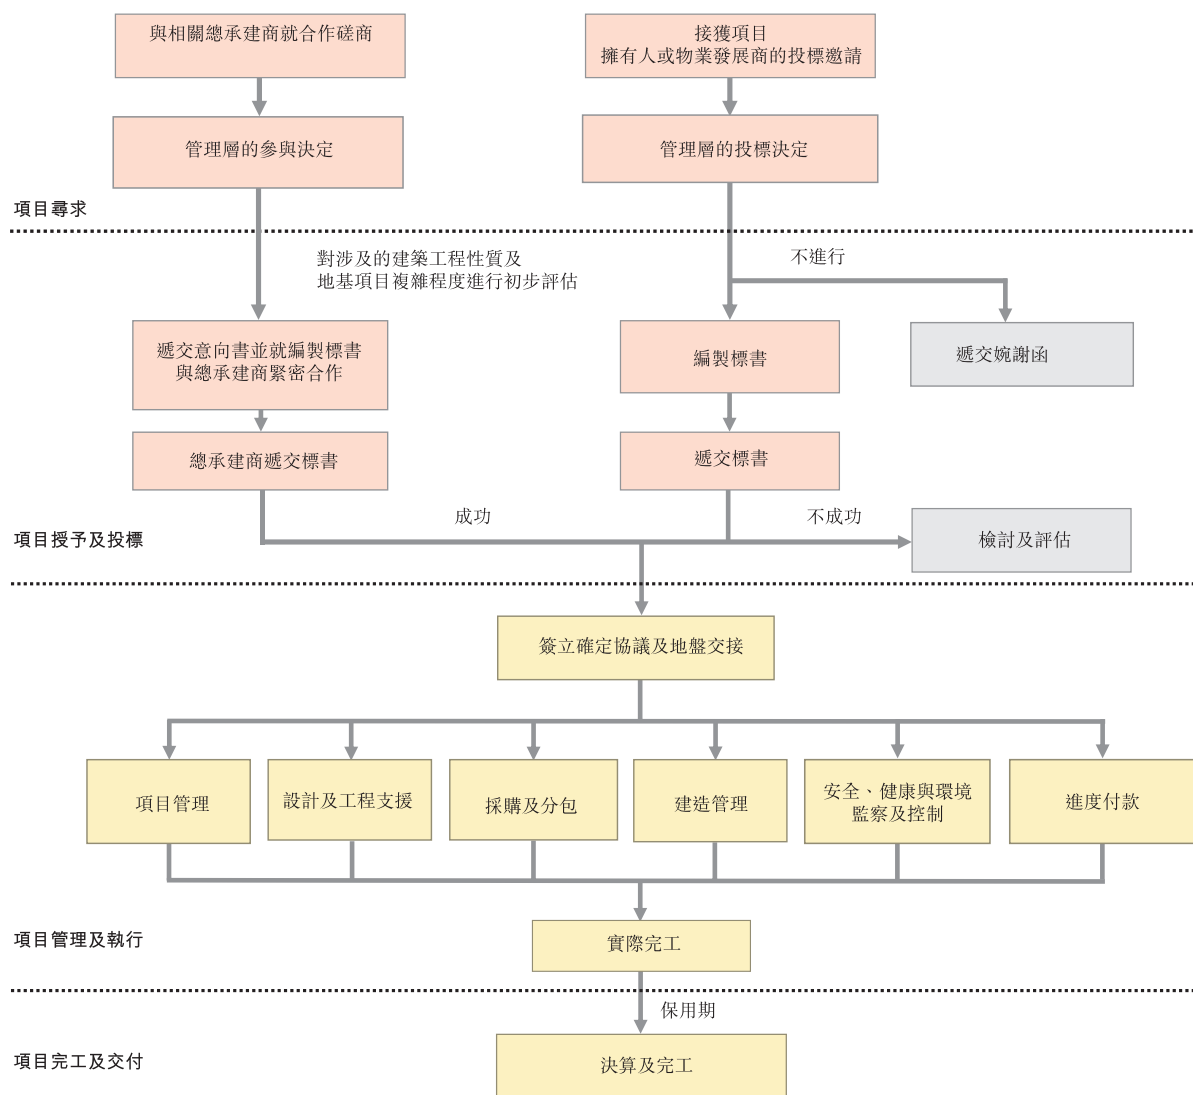 與相關總承建商就合作磋商
接獲項目
擁有人或物業發展商的投標邀請
管理層的參與決定
管理層的投標決定
項目尋求
對涉及的建築工程性質及
地基項目複雜程度進行初步評估
不進行
遞交意向書並就編製標書
與總承建商緊密合作
編製標書
遞交婉謝函
總承建商遞交標書
遞交標書
成功
不成功
項目授予及投標
檢討及評估
簽立確定協議及地盤交接
項目管理
設計及工程支援
採購及分包
建造管理
安全、健康與環境
監察及控制
進度付款
項目管理及執行
實際完工
保用期
項目完工及交付
決算及完工